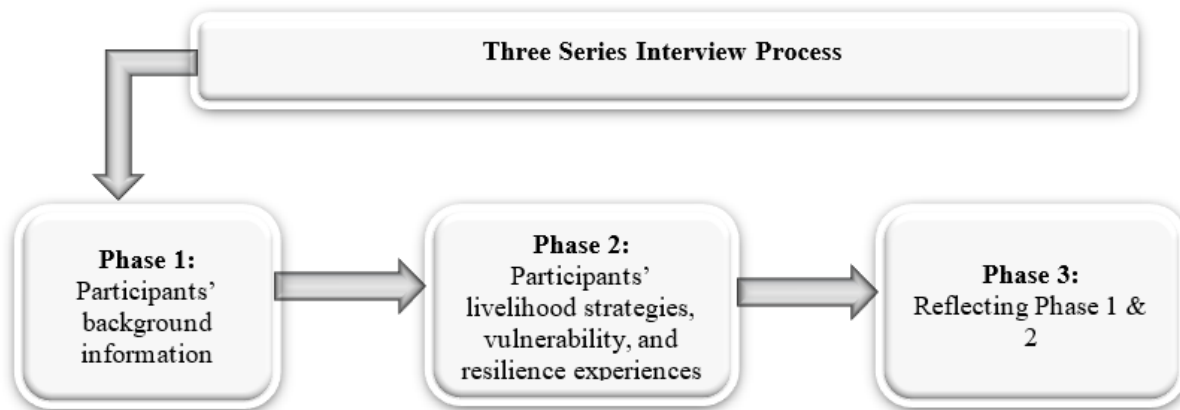 Three Series Interview Process
Phase 1:
Participants’
background
information
Phase 2:
Participants’
livelihood strategies,
vulnerability, and
resilience experiences
Phase 3:
Reflecting Phase 1 &
2